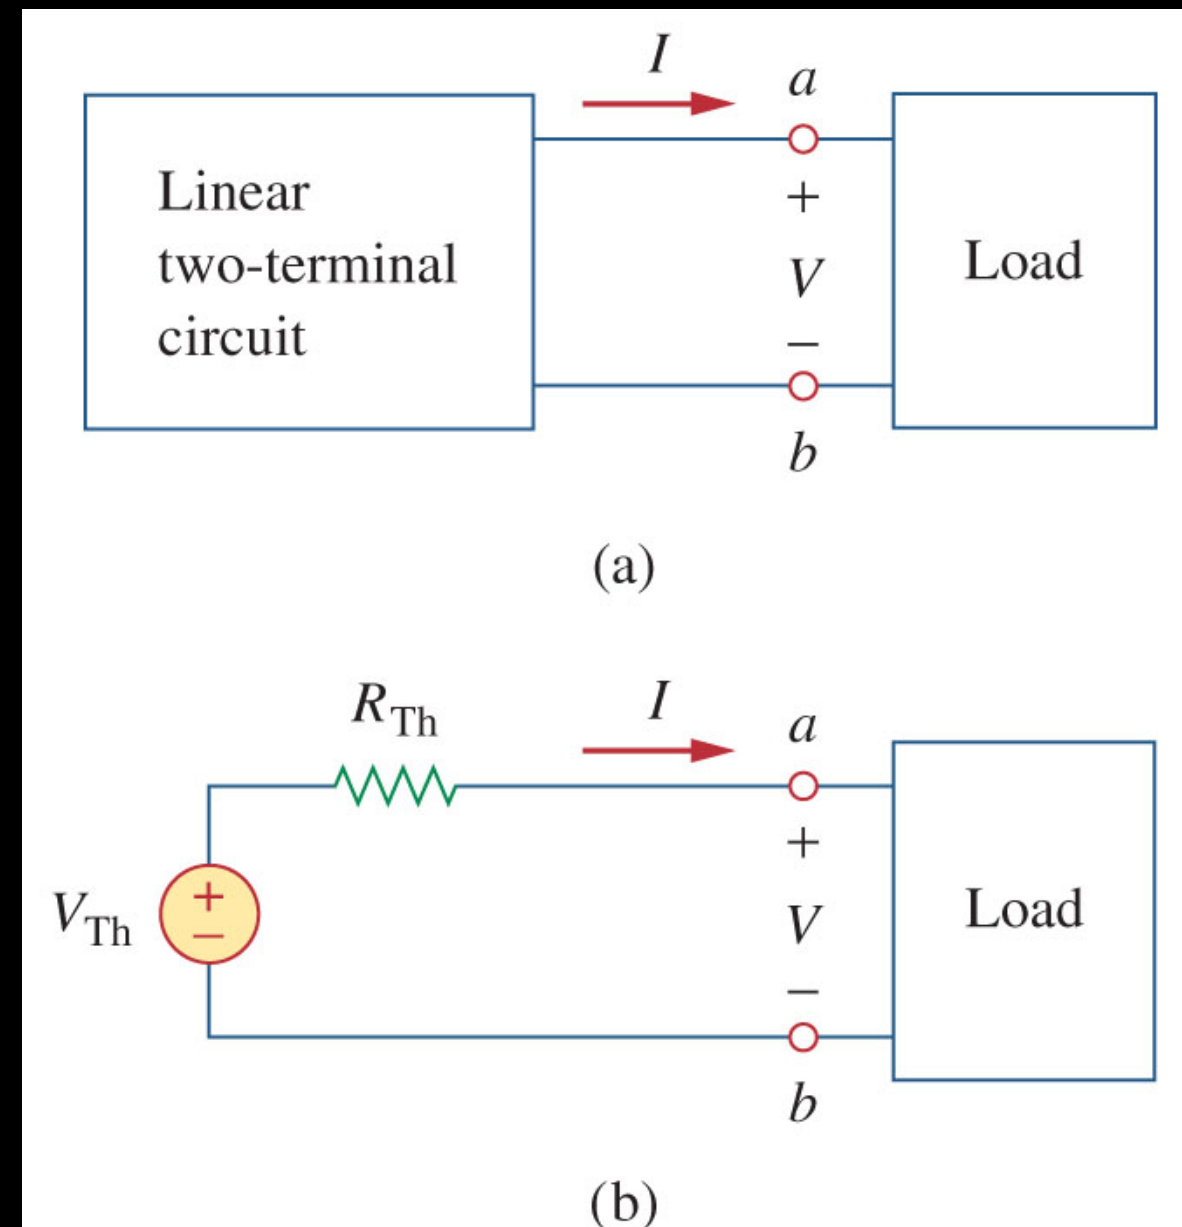 I
a
Linear
two-terminal
circuit
+
V
−
Load
b
(a)
R_Th
I
a
+
V_Th
+
−
V
−
Load
b
(b)